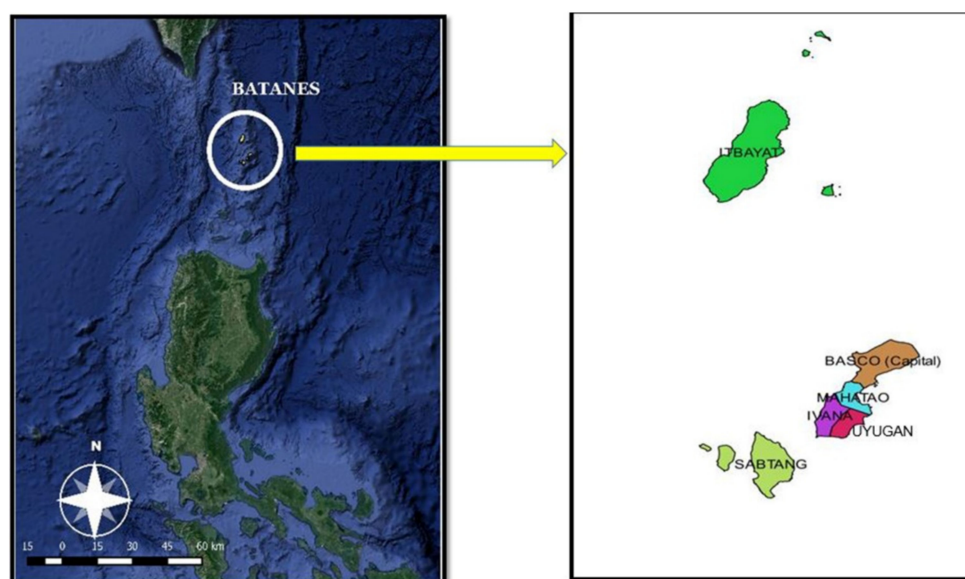 BATANES
N
15 0 15 30 45 60 km
ITBAYAT
BASCO (Capital)
MAHATAO
IVANA
UYUGAN
SABTANG